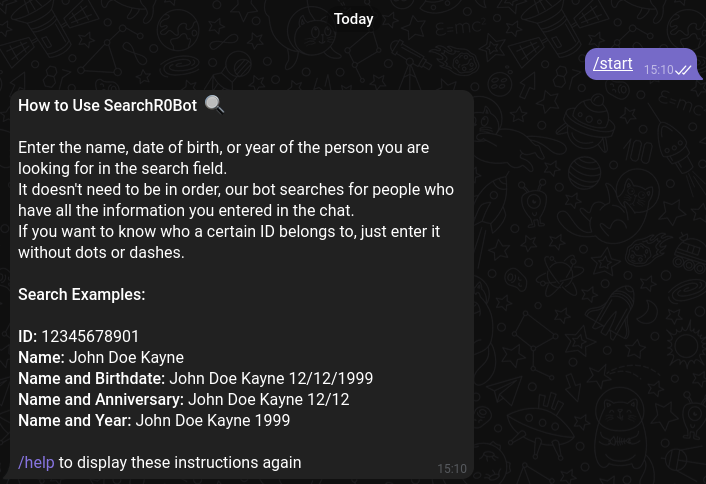 Today
/start 15:10
How to Use SearchR0Bot
Enter the name, date of birth, or year of the person you are
looking for in the search field.
It doesn't need to be in order, our bot searches for people who
have all the information you entered in the chat.
If you want to know who a certain ID belongs to, just enter it
without dots or dashes.
Search Examples:
ID: 12345678901
Name: John Doe Kayne
Name and Birthdate: John Doe Kayne 12/12/1999
Name and Anniversary: John Doe Kayne 12/12
Name and Year: John Doe Kayne 1999
/help to display these instructions again
15:10